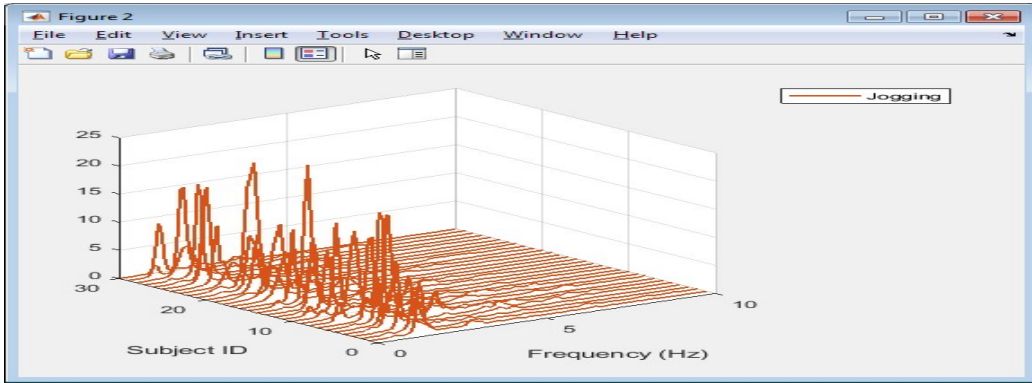 Figure 2
File Edit View Insert Tools Desktop Window Help
Jogging
25
20
15
10
5
0
30
20
10
0
0
5
10
Subject ID
Frequency (Hz)